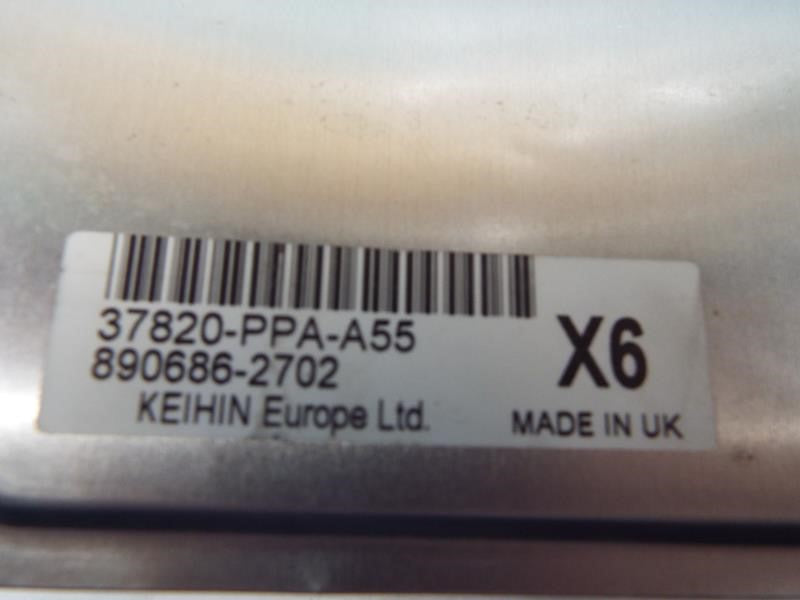 37820-PPA-A55
890686-2702
X6
KEIHIN Europe Ltd.
MADE IN UK